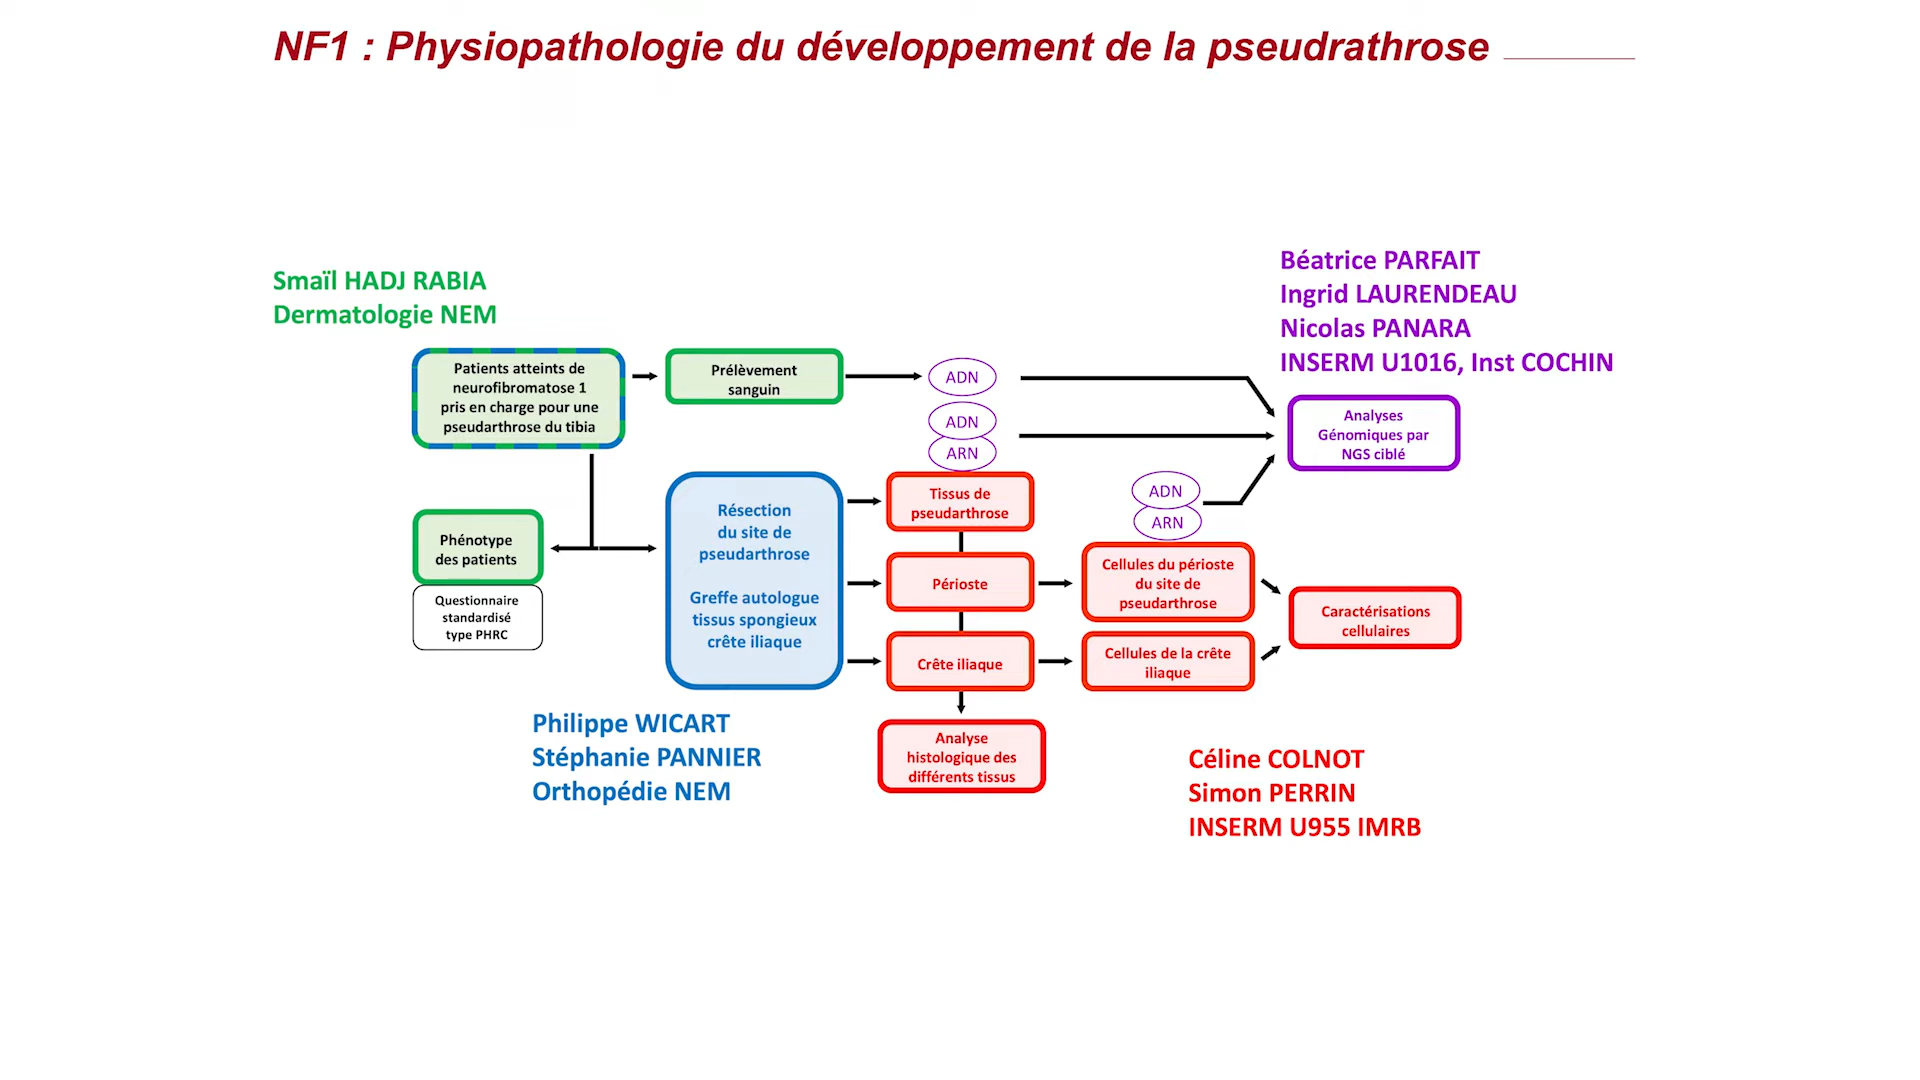 NF1 : Physiopathologie du développement de la pseudrathrose
Smaïl HADJ RABIA
Dermatologie NEM
Béatrice PARFAIT
Ingrid LAURENDEAU
Nicolas PANARA
INSERM U1016, Inst COCHIN
Patients atteints de
neurofibromatose 1
pris en charge pour une
pseudarthrose du tibia
Prélèvement
sanguin
ADN
ADN
ARN
Analyses
Génomiques par
NGS ciblé
Phénotype
des patients
Questionnaire
standardisé
type PHRC
Résection
du site de
pseudarthrose
Greffe autologue
tissus spongieux
crête iliaque
Tissus de
pseudarthrose
Périoste
Crête iliaque
ADN
ARN
Cellules du périoste
du site de
pseudarthrose
Cellules de la crête
iliaque
Caractérisations
cellulaires
Analyse
histologique des
différents tissus
Philippe WICART
Stéphanie PANNIER
Orthopédie NEM
Céline COLNOT
Simon PERRIN
INSERM U955 IMRB